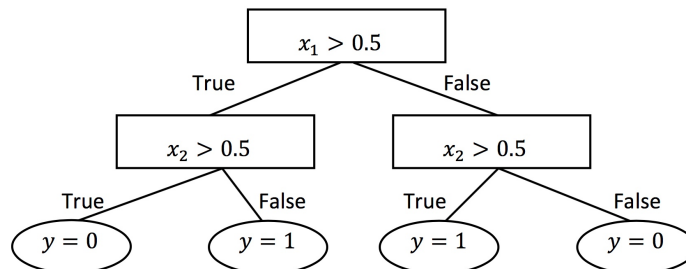 x₁ > 0.5
True False
x₂ > 0.5 x₂ > 0.5
True False True False
y = 0 y = 1 y = 1 y = 0